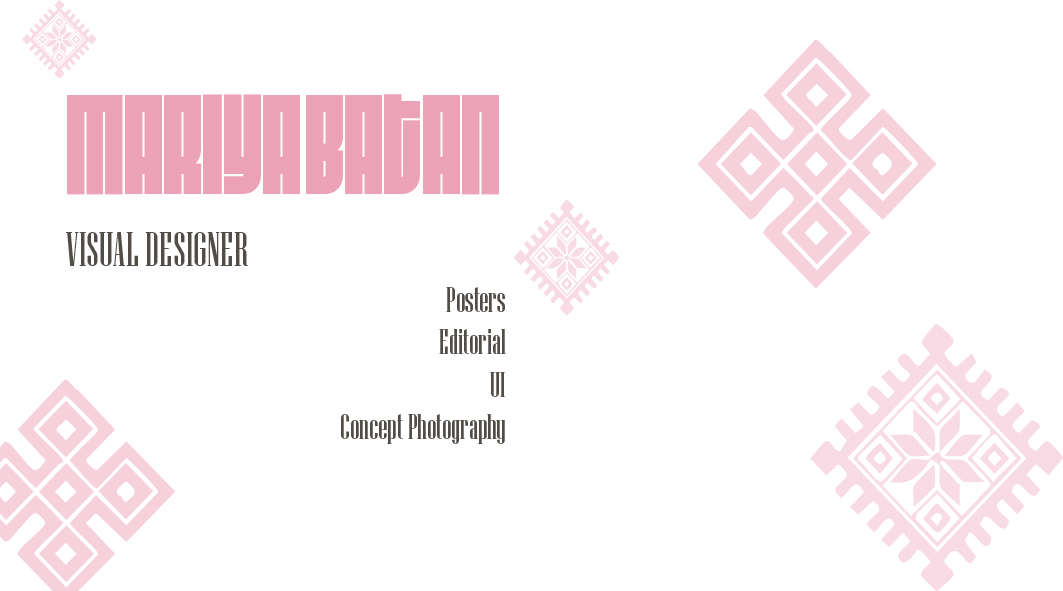 MARIYA BAtAN
VISUAL DESIGNER
Posters
Editorial
UI
Concept Photography